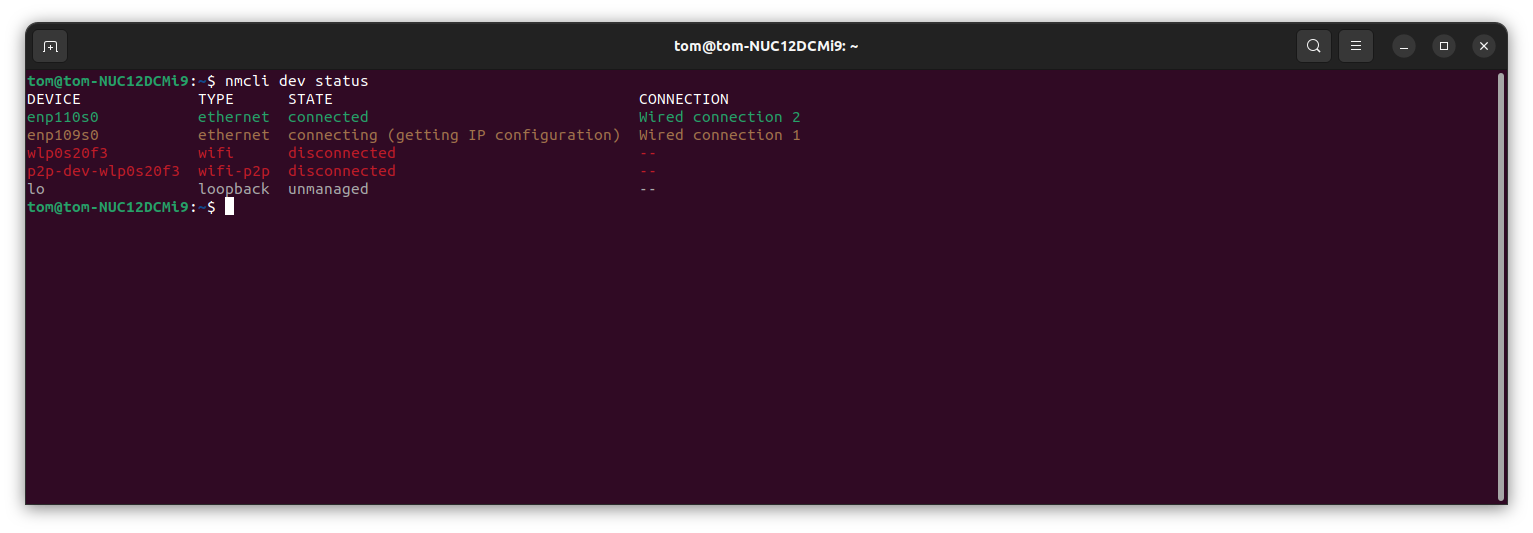 tom@tom-NUC12DCMi9: ~
tom@tom-NUC12DCMi9:~$ nmcli dev status
DEVICE             TYPE      STATE                                  CONNECTION
enp110s0           ethernet  connected                              Wired connection 2
enp109s0           ethernet  connecting (getting IP configuration)  Wired connection 1
wlp0s20f3          wifi      disconnected                           --
p2p-dev-wlp0s20f3  wifi-p2p  disconnected                           --
lo                 loopback  unmanaged                              --
tom@tom-NUC12DCMi9:~$